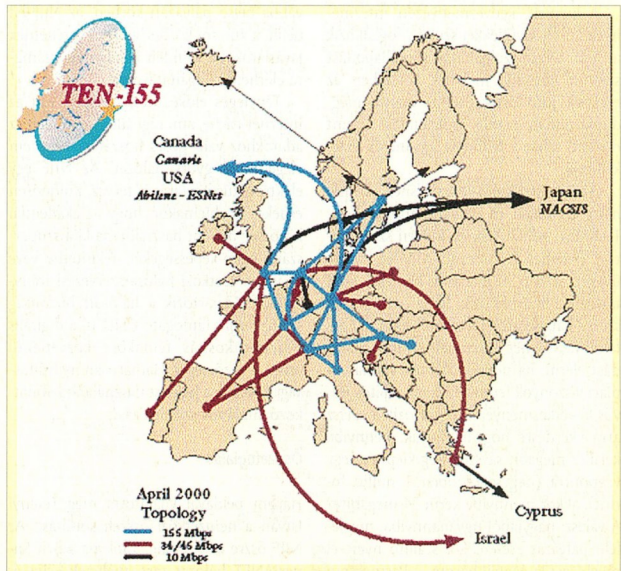 TEN-155
Canada
Canarie
USA
Abilene - ESNet
Japan
NACSIS
Cyprus
Israel
April 2000
Topology
155 Mbps
34/45 Mbps
10 Mbps